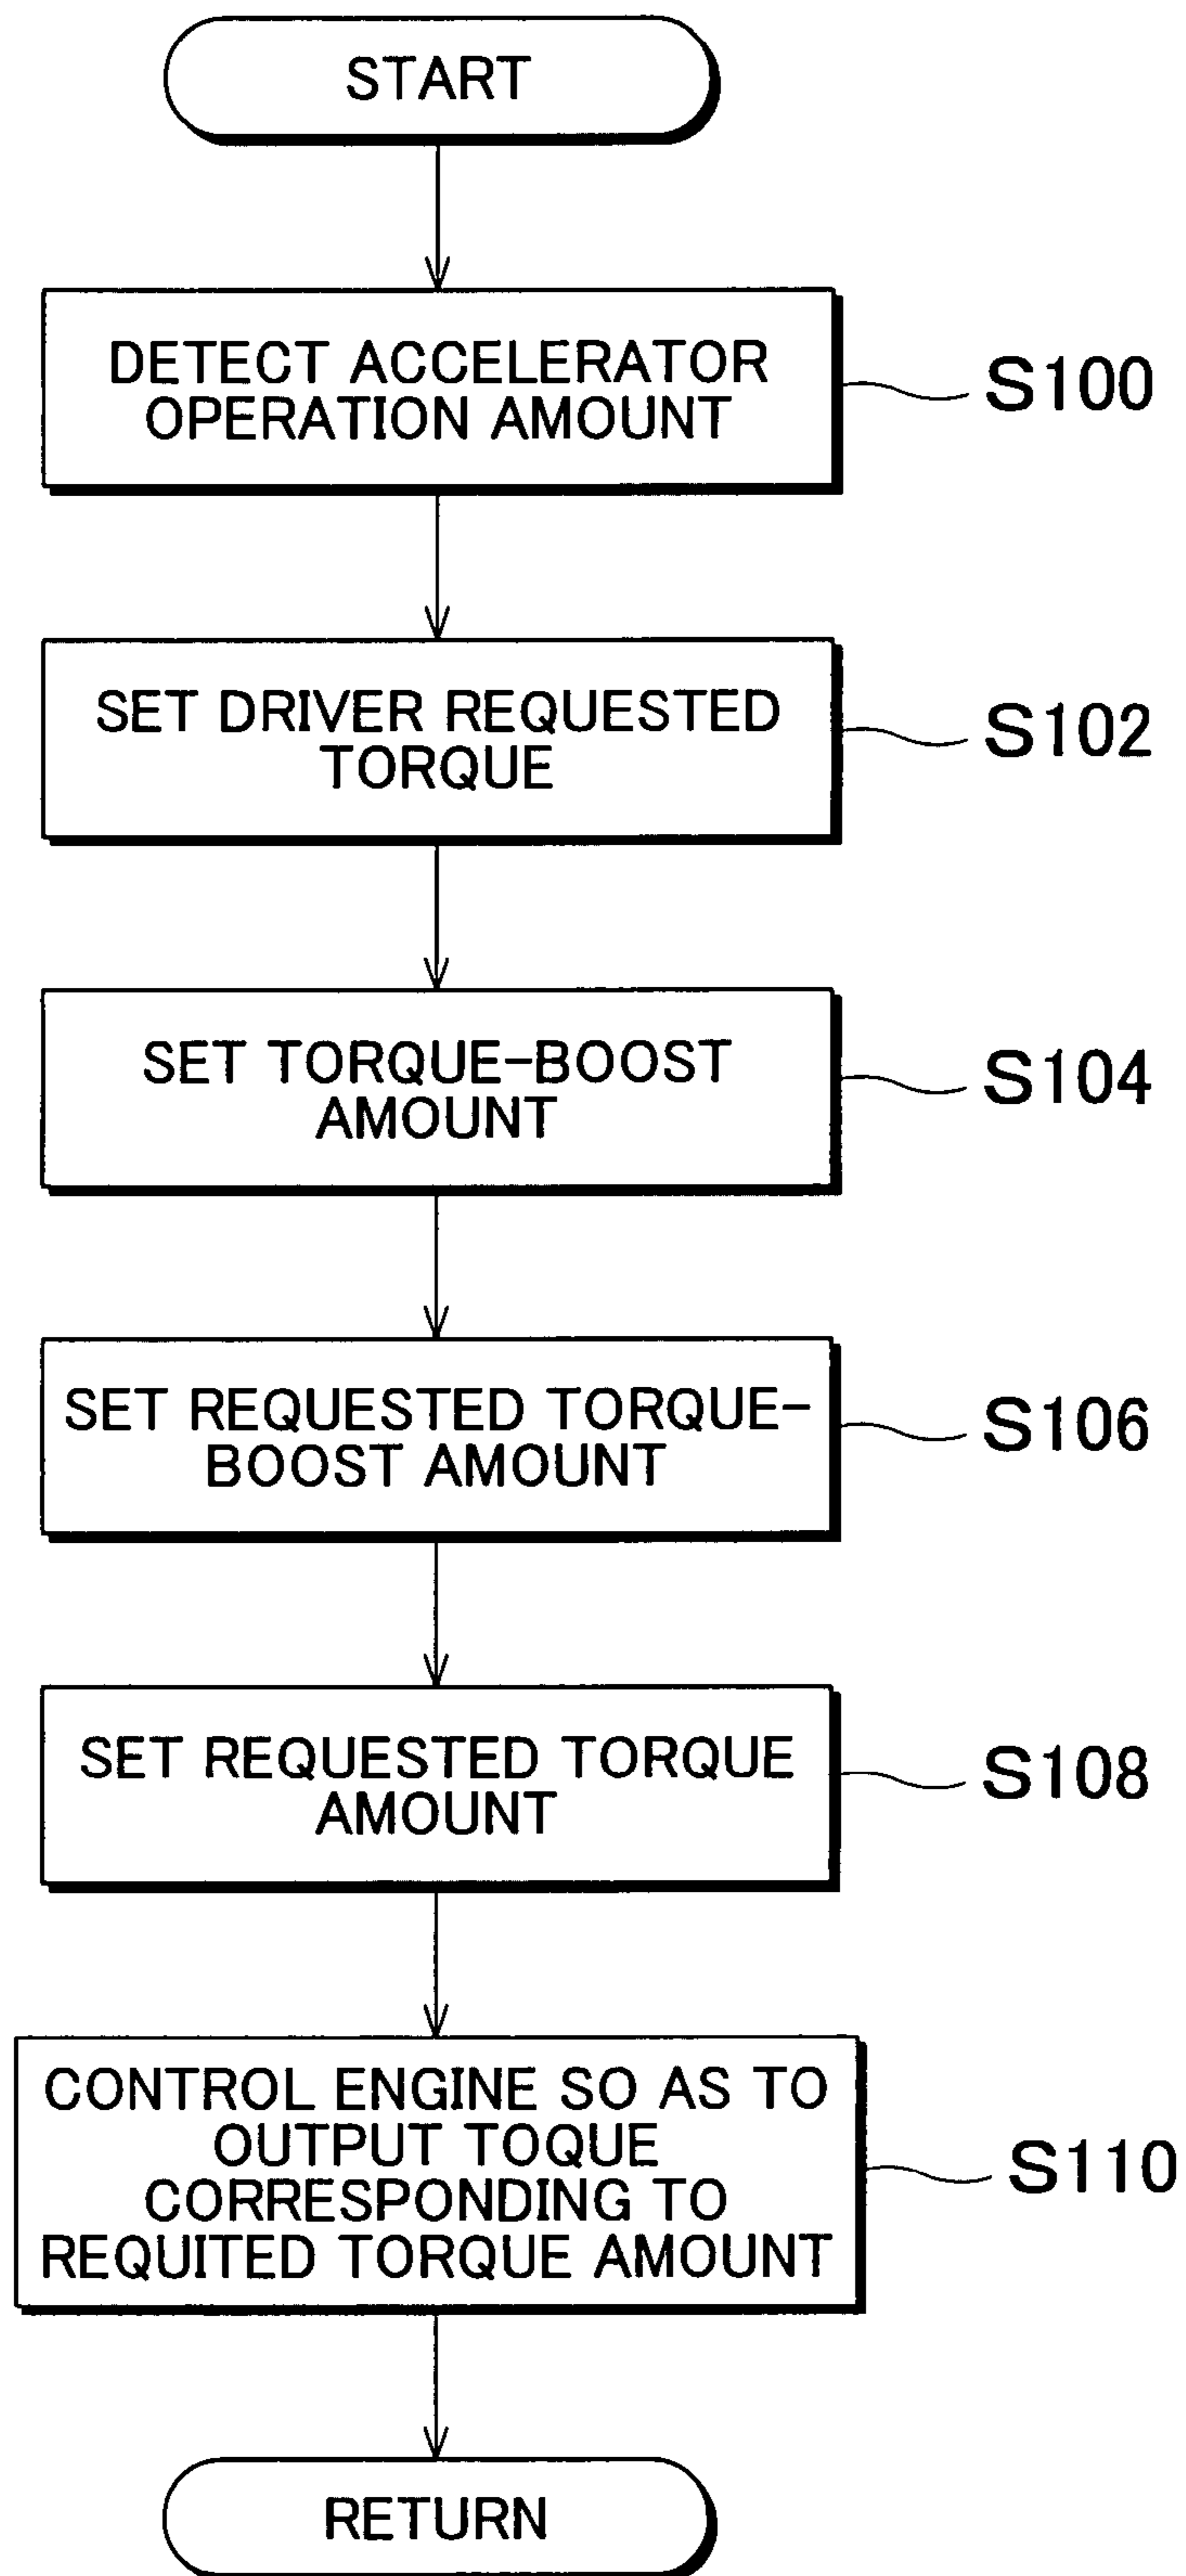 START
DETECT ACCELERATOR
OPERATION AMOUNT
S100
SET DRIVER REQUESTED
TORQUE
S102
SET TORQUE-BOOST
AMOUNT
S104
SET REQUESTED TORQUE-
BOOST AMOUNT
S106
SET REQUESTED TORQUE
AMOUNT
S108
CONTROL ENGINE SO AS TO
OUTPUT TOQUE
CORRESPONDING TO
REQUITED TORQUE AMOUNT
S110
RETURN